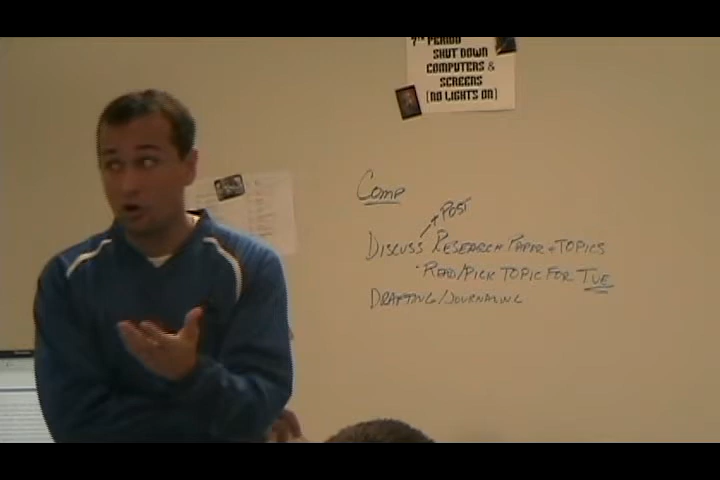 7TH PERIOD
SHUT DOWN
COMPUTERS &
SCREENS
(NO LIGHTS ON)
COMP
POST
DISCUSS RESEARCH PAPER + TOPICS
• READ/PICK TOPIC FOR TUE
DRAFTING/JOURNALING